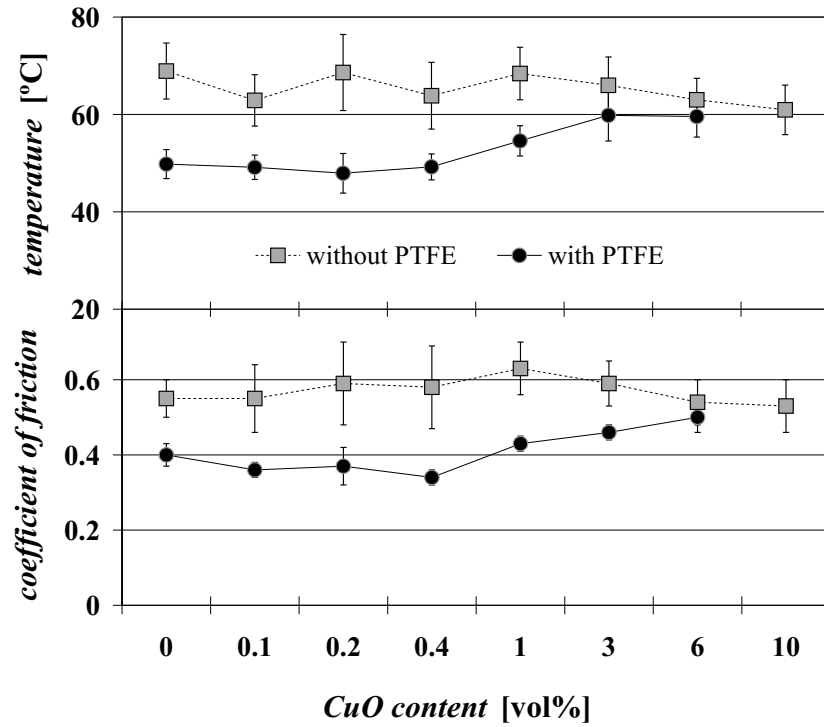 80
60
40
20
temperature [ºC]
without PTFE
with PTFE
0.6
0.4
0.2
0
coefficient of friction
0 0.1 0.2 0.4 1 3 6 10
CuO content [vol%]